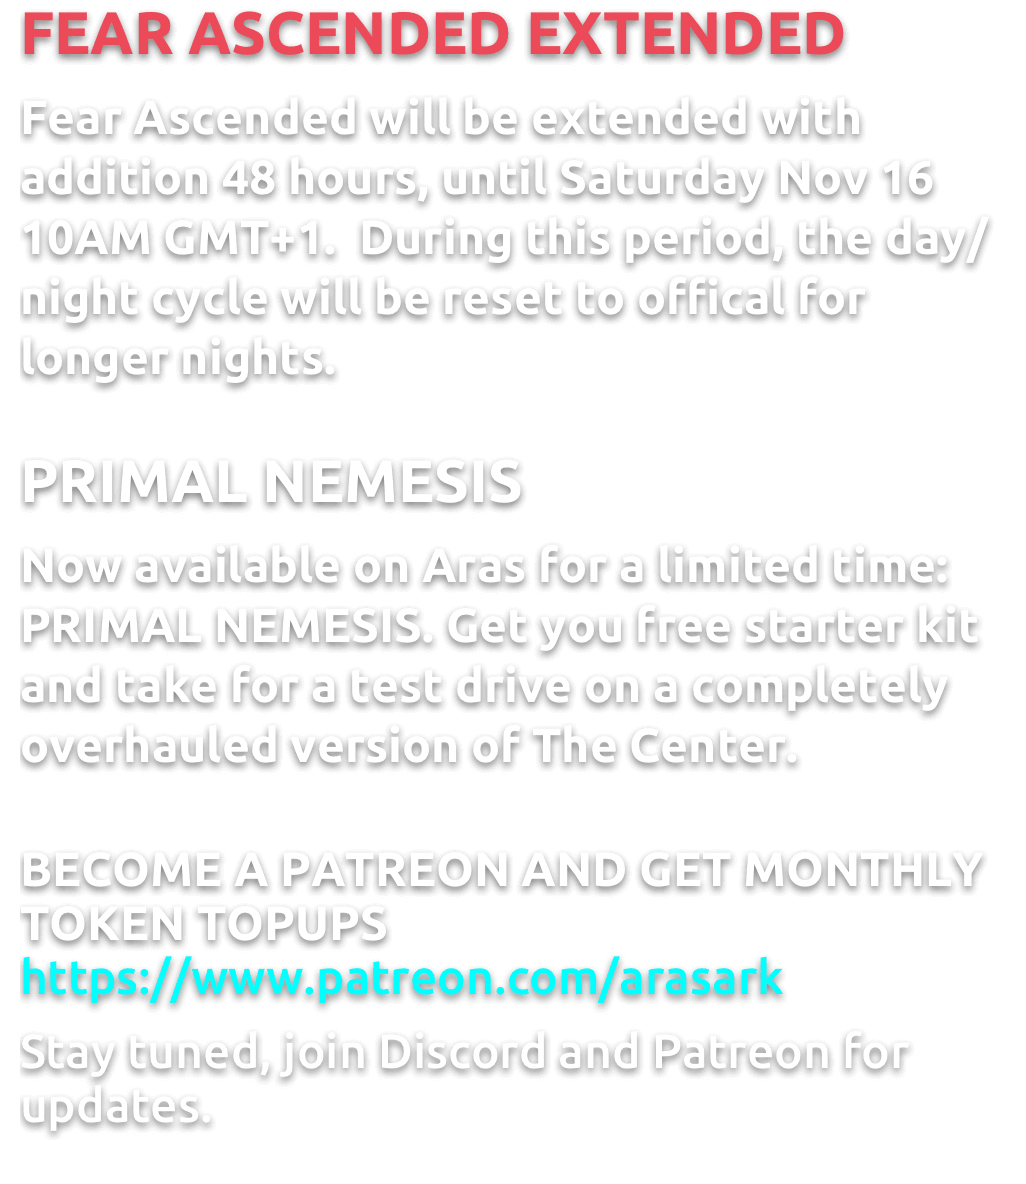 FEAR ASCENDED EXTENDED
Fear Ascended will be extended with
addition 48 hours, until Saturday Nov 16
10AM GMT+1.  During this period, the day/
night cycle will be reset to offical for
longer nights.
PRIMAL NEMESIS
Now available on Aras for a limited time:
PRIMAL NEMESIS. Get you free starter kit
and take for a test drive on a completely
overhauled version of The Center.
BECOME A PATREON AND GET MONTHLY
TOKEN TOPUPS
https://www.patreon.com/arasark
Stay tuned, join Discord and Patreon for
updates.